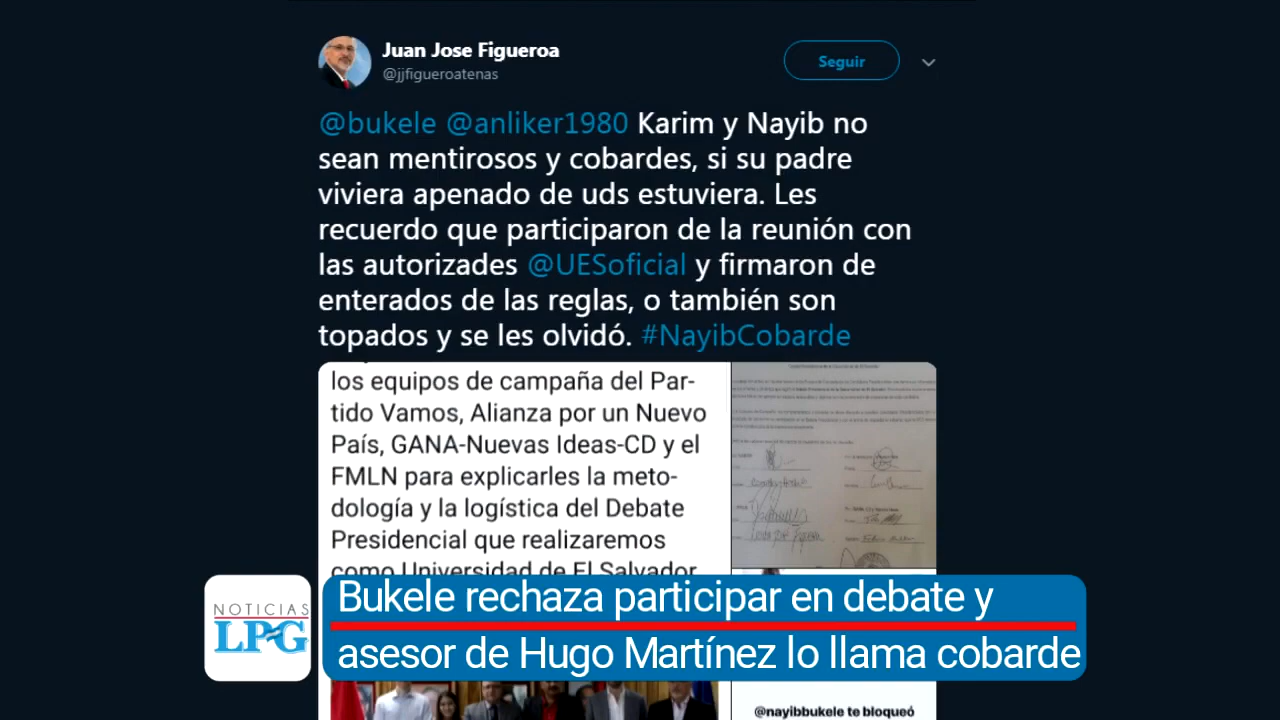 Juan Jose Figueroa
@jjfigueroatenas
Seguir
@bukele @anliker1980 Karim y Nayib no
sean mentirosos y cobardes, si su padre
viviera apenado de uds estuviera. Les
recuerdo que participaron de la reunión con
las autorizades @UESoficial y firmaron de
enterados de las reglas, o también son
topados y se les olvidó. #NayibCobarde
los equipos de campaña del Par-
tido Vamos, Alianza por un Nuevo
País, GANA-Nuevas Ideas-CD y el
FMLN para explicarles la meto-
dología y la logística del Debate
Presidencial que realizaremos
como Universidad de El Salvador
NOTICIAS
LPG
Bukele rechaza participar en debate y
asesor de Hugo Martínez lo llama cobarde
@nayibbukele te bloqueó